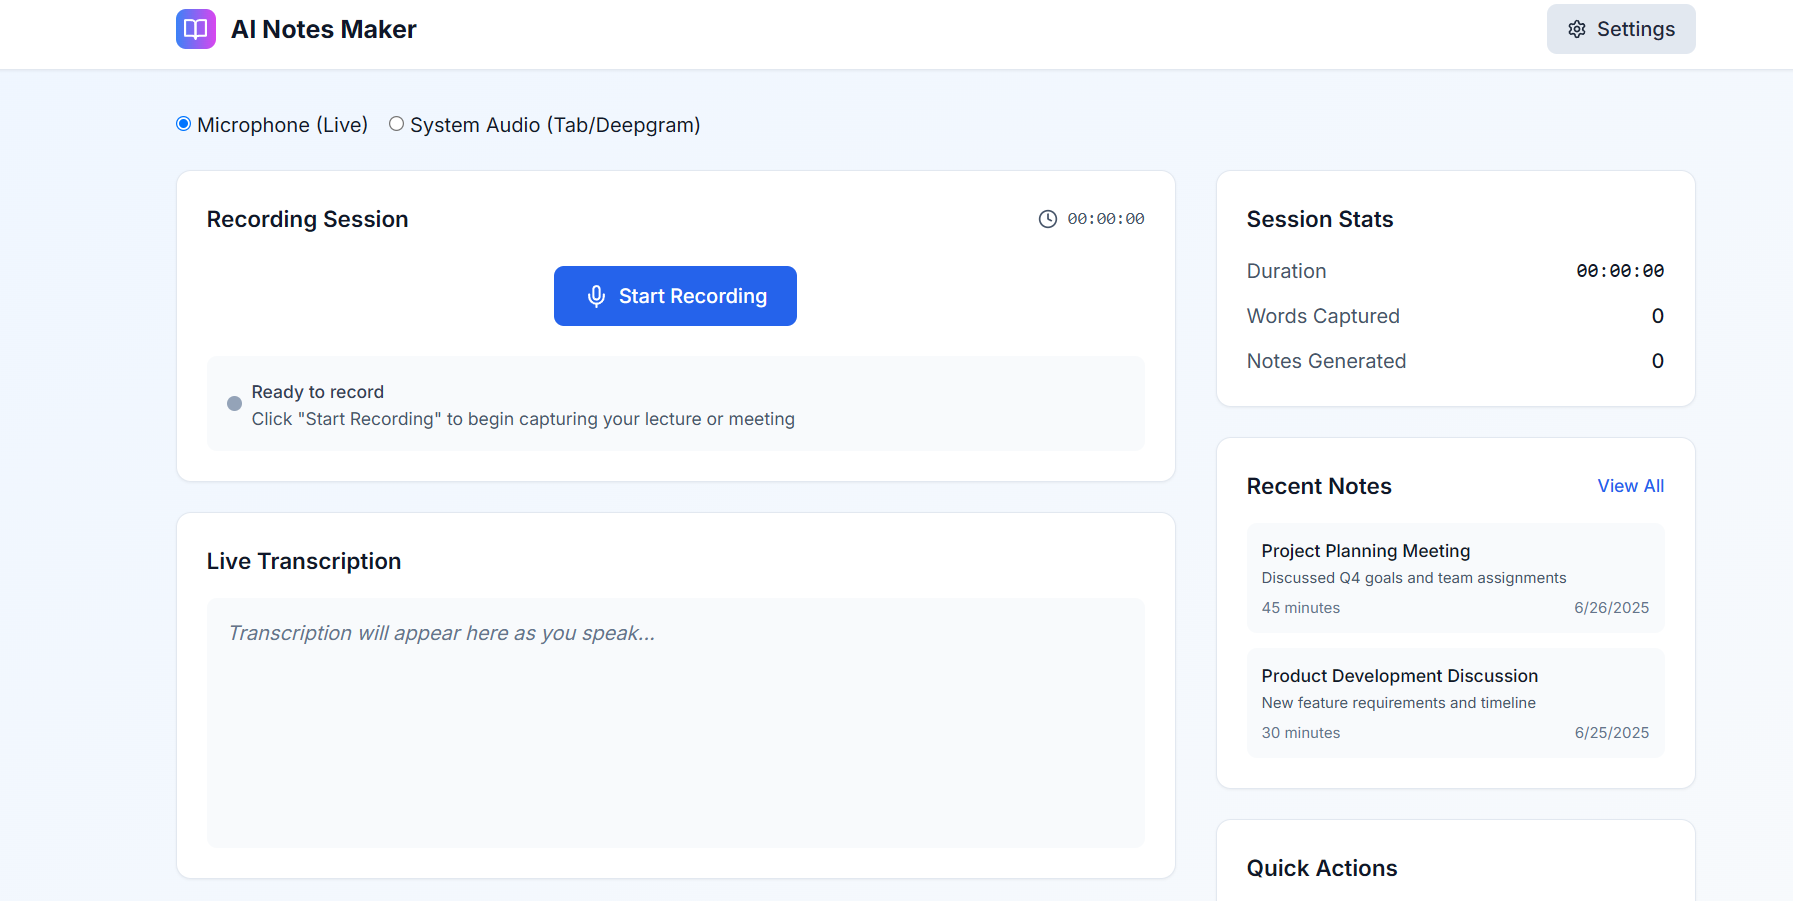 AI Notes Maker
Settings
Microphone (Live) System Audio (Tab/Deepgram)
Recording Session
00:00:00
Start Recording
Ready to record
Click "Start Recording" to begin capturing your lecture or meeting
Live Transcription
Transcription will appear here as you speak...
Session Stats
Duration 00:00:00
Words Captured 0
Notes Generated 0
Recent Notes View All
Project Planning Meeting
Discussed Q4 goals and team assignments
45 minutes 6/26/2025
Product Development Discussion
New feature requirements and timeline
30 minutes 6/25/2025
Quick Actions